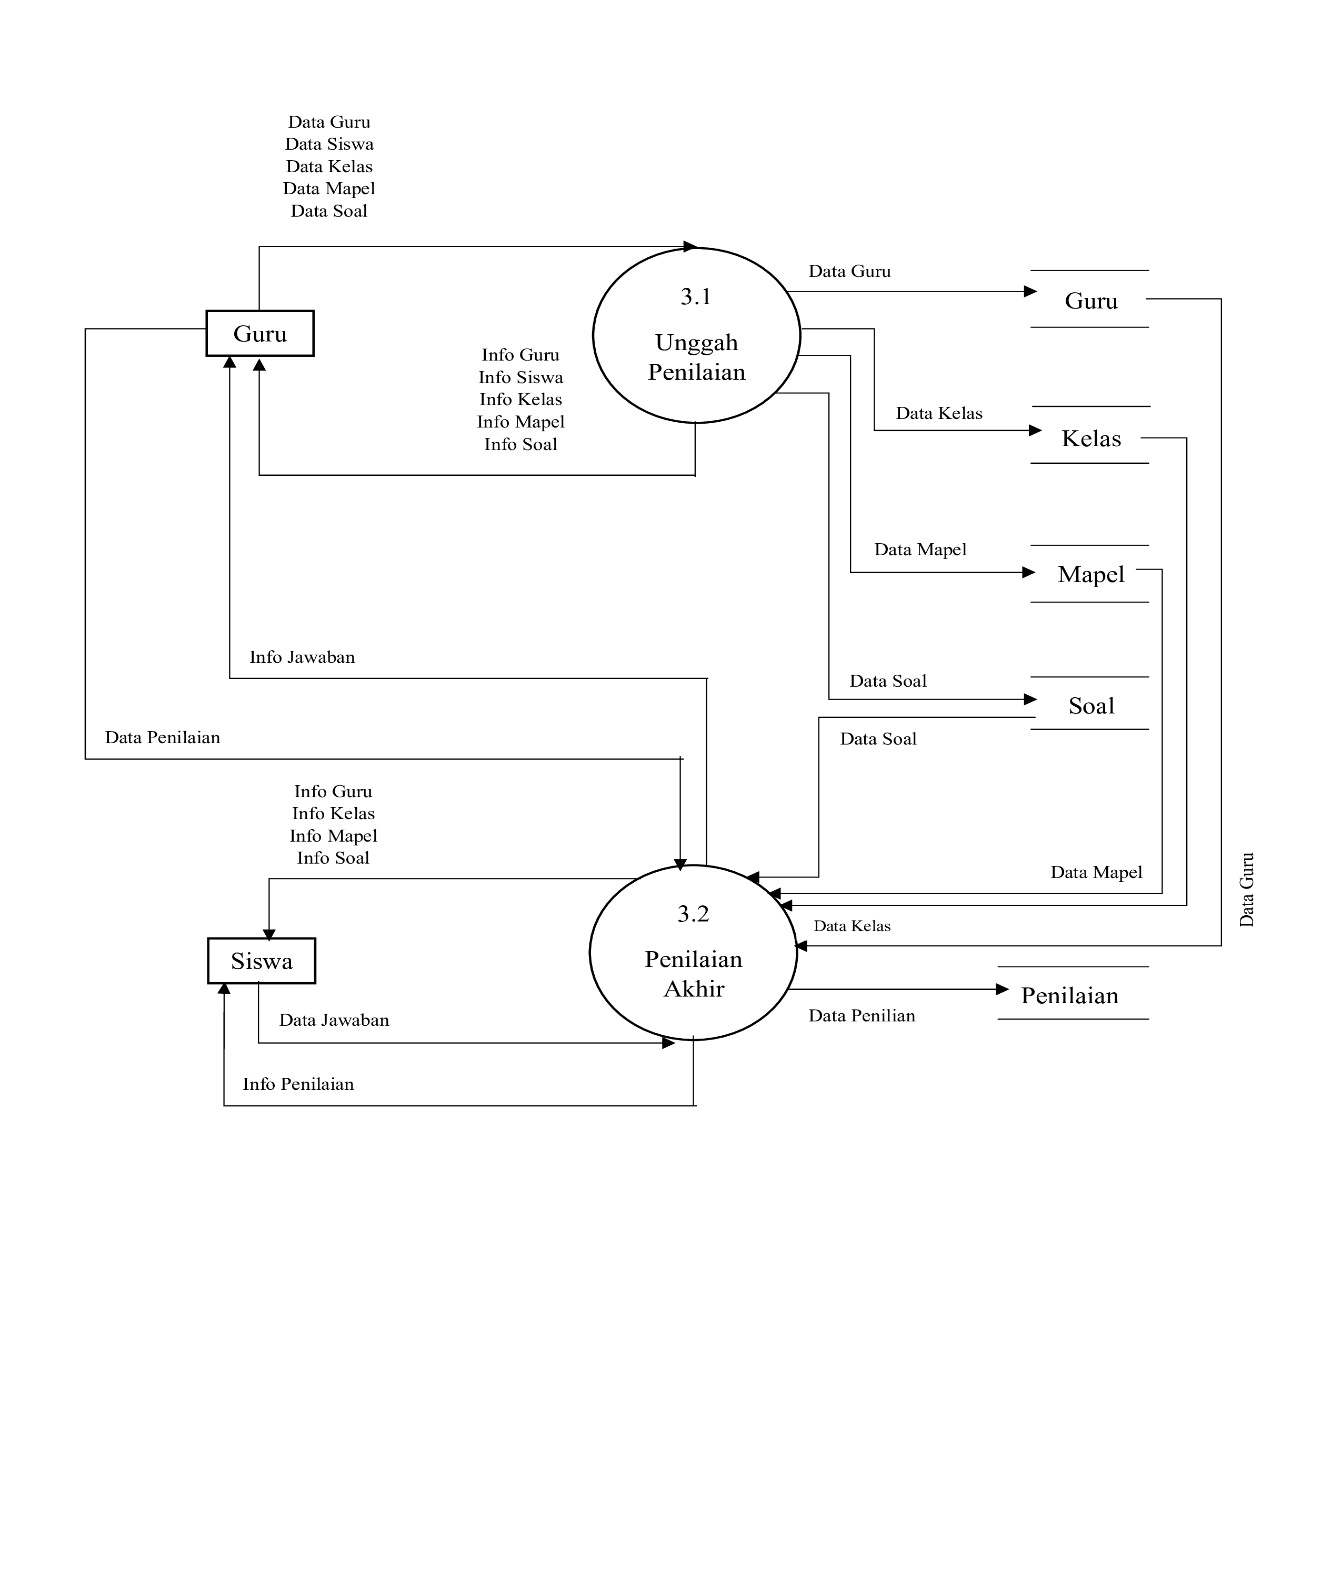 Data Guru
Data Siswa
Data Kelas
Data Mapel
Data Soal
3.1
Unggah
Penilaian
Data Guru
Guru
Guru
Info Guru
Info Siswa
Info Kelas
Info Mapel
Info Soal
Data Kelas
Kelas
Data Mapel
Mapel
Info Jawaban
Data Soal
Soal
Data Penilaian
Data Soal
Info Guru
Info Kelas
Info Mapel
Info Soal
Data Mapel
Data Guru
3.2
Penilaian
Akhir
Data Kelas
Siswa
Penilaian
Data Jawaban
Data Penilian
Info Penilaian